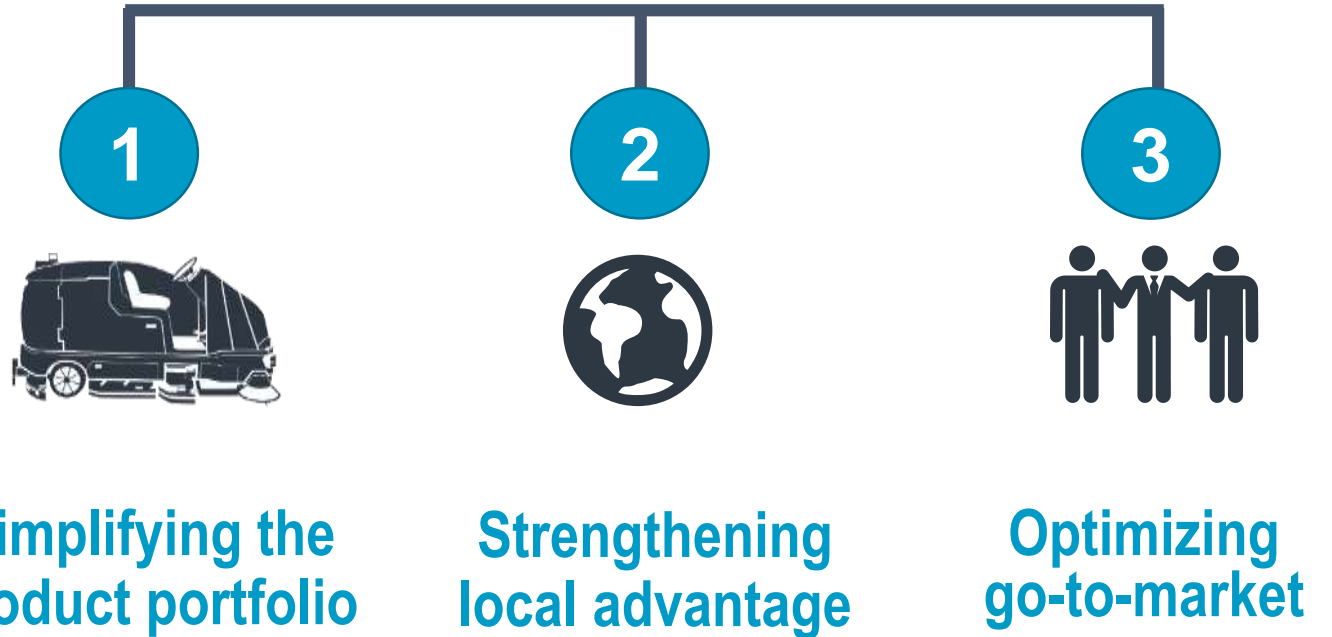 1
2
3
implifying the
oduct portfolio
Strengthening
local advantage
Optimizing
go-to-market